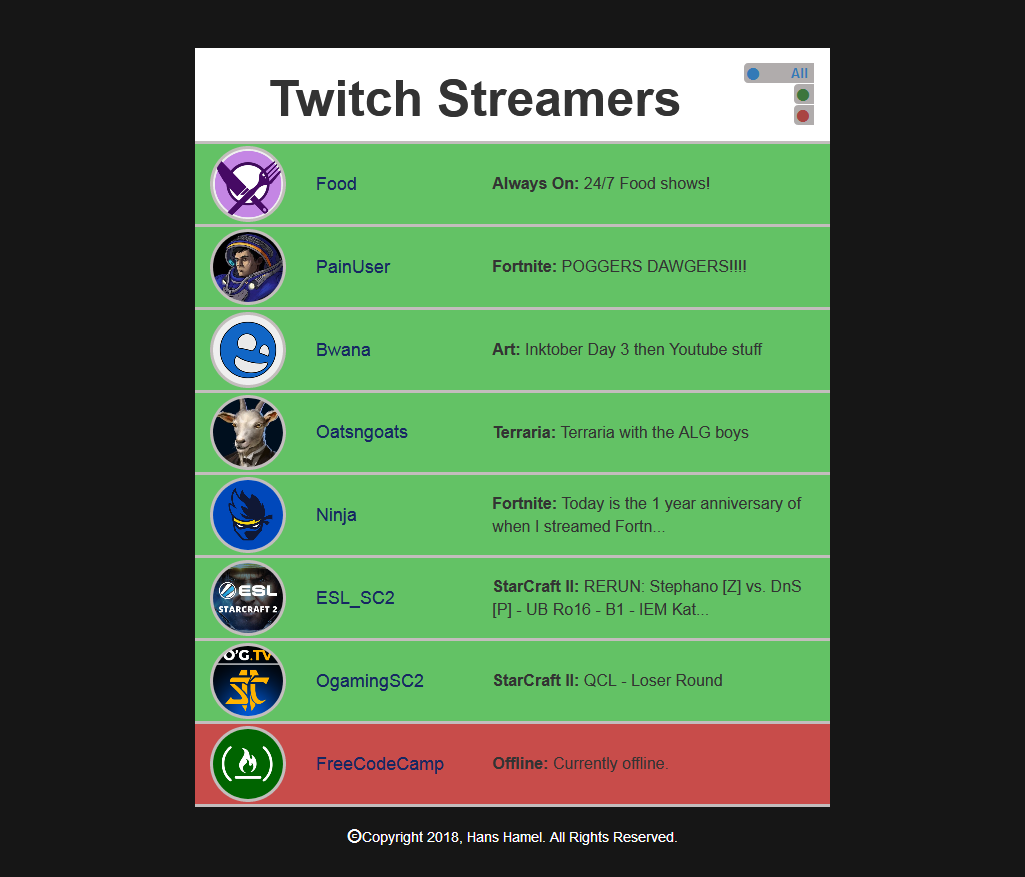 Twitch Streamers
All
Food
Always On: 24/7 Food shows!
PainUser
Fortnite: POGGERS DAWGERS!!!!
Bwana
Art: Inktober Day 3 then Youtube stuff
Oatsngoats
Terraria: Terraria with the ALG boys
Ninja
Fortnite: Today is the 1 year anniversary of
when I streamed Fortn...
ESL
STARCRAFT 2
ESL_SC2
StarCraft II: RERUN: Stephano [Z] vs. DnS
[P] - UB Ro16 - B1 - IEM Kat...
O'G.TV
OgamingSC2
StarCraft II: QCL - Loser Round
FreeCodeCamp
Offline: Currently offline.
©Copyright 2018, Hans Hamel. All Rights Reserved.